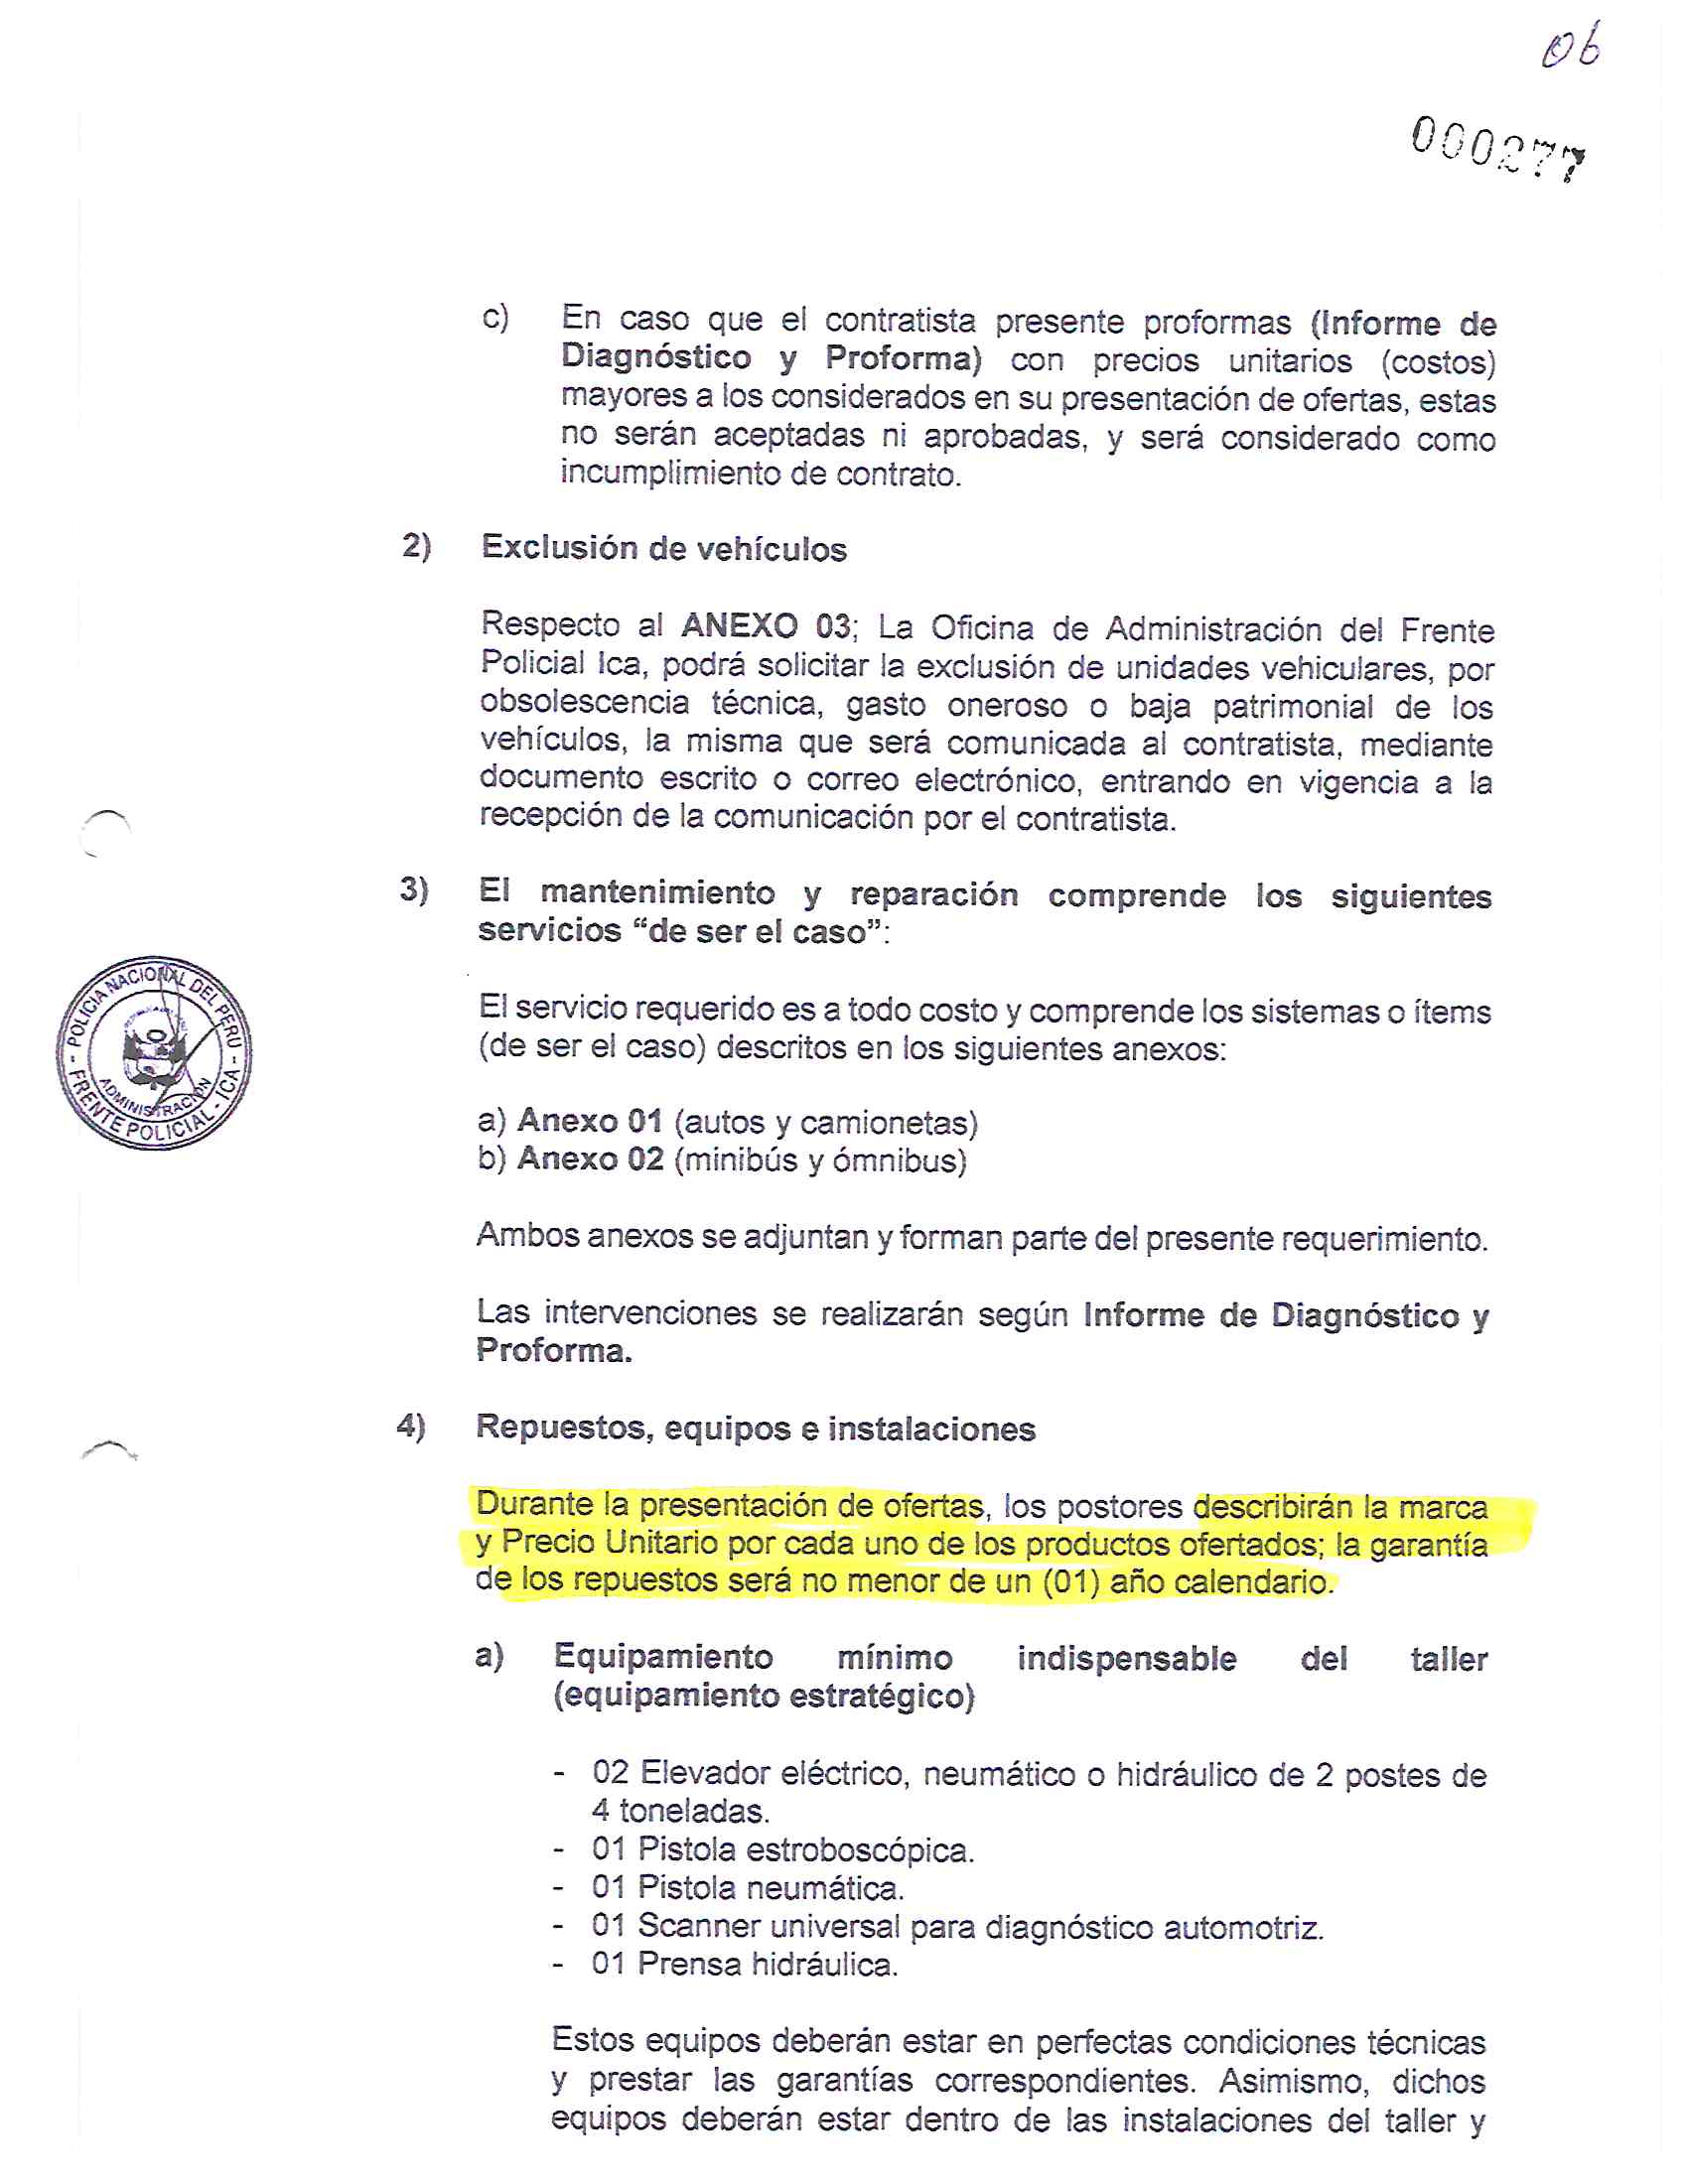 06
000277
c) En caso que el contratista presente proformas (Informe de
Diagnóstico y Proforma) con precios unitarios (costos)
mayores a los considerados en su presentación de ofertas, estas
no serán aceptadas ni aprobadas, y será considerado como
incumplimiento de contrato.
2) Exclusión de vehículos
Respecto al ANEXO 03; La Oficina de Administración del Frente
Policial Ica, podrá solicitar la exclusión de unidades vehiculares, por
obsolescencia técnica, gasto oneroso o baja patrimonial de los
vehículos, la misma que será comunicada al contratista, mediante
documento escrito o correo electrónico, entrando en vigencia a la
recepción de la comunicación por el contratista.
3) El mantenimiento y reparación comprende los siguientes
servicios “de ser el caso”:
El servicio requerido es a todo costo y comprende los sistemas o ítems
(de ser el caso) descritos en los siguientes anexos:
POLICIA NACIONAL DEL PERU
ADMINISTRACIÓN
- FRENTE POLICIAL - ICA -
a) Anexo 01 (autos y camionetas)
b) Anexo 02 (minibús y ómnibus)
Ambos anexos se adjuntan y forman parte del presente requerimiento.
Las intervenciones se realizarán según Informe de Diagnóstico y
Proforma.
4) Repuestos, equipos e instalaciones
Durante la presentación de ofertas, los postores describirán la marca
y Precio Unitario por cada uno de los productos ofertados; la garantía
de los repuestos será no menor de un (01) año calendario.
a) Equipamiento mínimo indispensable del taller
(equipamiento estratégico)
- 02 Elevador eléctrico, neumático o hidráulico de 2 postes de
4 toneladas.
- 01 Pistola estroboscópica.
- 01 Pistola neumática.
- 01 Scanner universal para diagnóstico automotriz.
- 01 Prensa hidráulica.
Estos equipos deberán estar en perfectas condiciones técnicas
y prestar las garantías correspondientes. Asimismo, dichos
equipos deberán estar dentro de las instalaciones del taller y